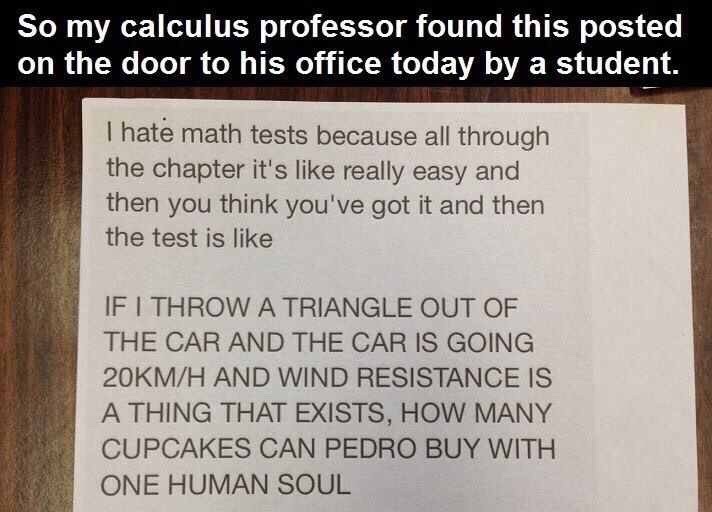 So my calculus professor found this posted
on the door to his office today by a student.
I hate math tests because all through
the chapter it's like really easy and
then you think you've got it and then
the test is like
IF I THROW A TRIANGLE OUT OF
THE CAR AND THE CAR IS GOING
20KM/H AND WIND RESISTANCE IS
A THING THAT EXISTS, HOW MANY
CUPCAKES CAN PEDRO BUY WITH
ONE HUMAN SOUL